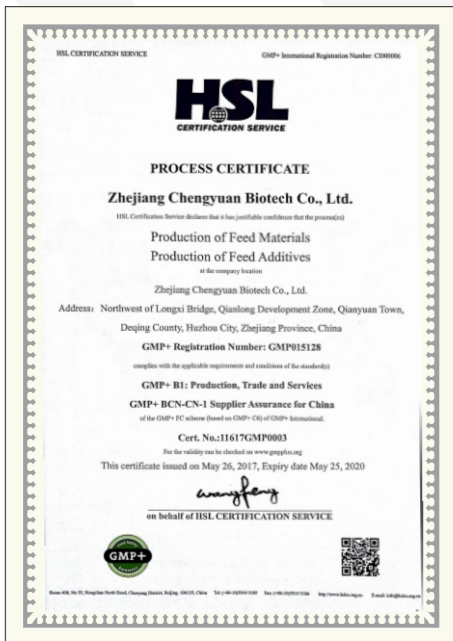 HSL CERTIFICATION SERVICE
GMP+ International Registration Number: CI000006
HSL
CERTIFICATION SERVICE
PROCESS CERTIFICATE
Zhejiang Chengyuan Biotech Co., Ltd.
HSL Certification Service declares that it has justifiable confidence that the process(es)
Production of Feed Materials
Production of Feed Additives
at the company location
Zhejiang Chengyuan Biotech Co., Ltd.
Address: Northwest of Longxi Bridge, Qianlong Development Zone, Qianyuan Town,
Deqing County, Huzhou City, Zhejiang Province, China
GMP+ Registration Number: GMP015128
complies with the applicable requirements and conditions of the standard(s)
GMP+ B1: Production, Trade and Services
GMP+ BCN-CN-1 Supplier Assurance for China
of the GMP+ FC scheme (based on GMP+ C6) of GMP+ International.
Cert. No.:11617GMP0003
For the validity can be checked on www.gmpplus.org
This certificate issued on May 26, 2017, Expiry date May 25, 2020
wangfeng
on behalf of HSL CERTIFICATION SERVICE
GMP+